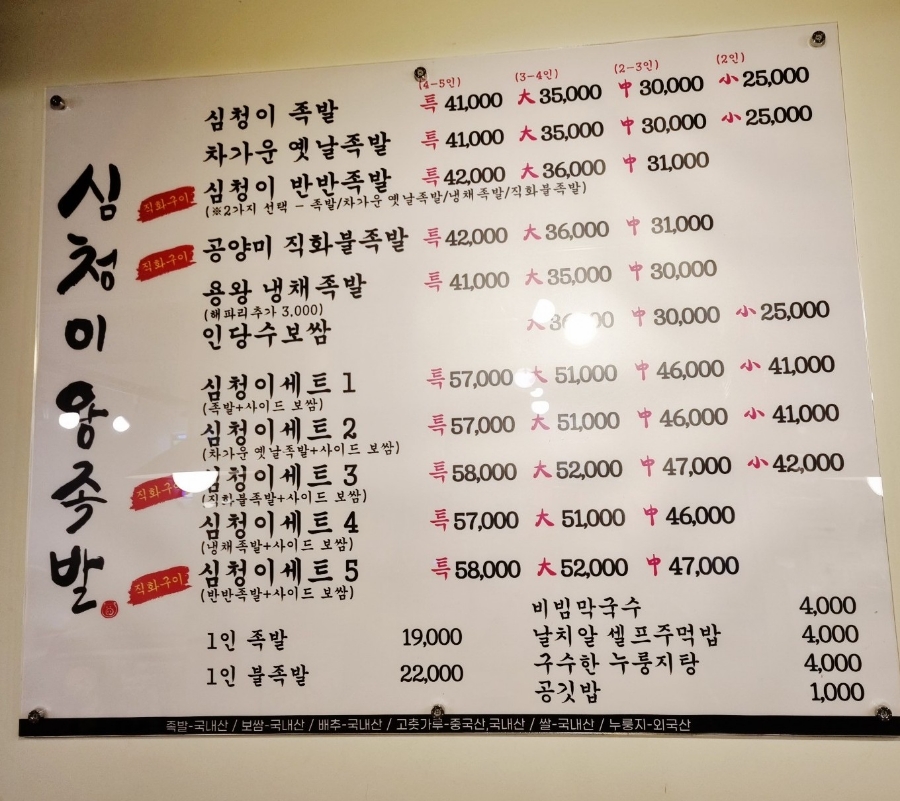 심청이왕족발
(4-5인) (3-4인) (2-3인) (2인)
심청이 족발 특 41,000 大 35,000 中 30,000 小 25,000
차가운 옛날족발 특 41,000 大 35,000 中 30,000 小 25,000
직화구이 심청이 반반족발 특 42,000 大 36,000 中 31,000
(※2가지 선택 - 족발/차가운 옛날족발/냉채족발/직화불족발)
직화구이 공양미 직화불족발 특 42,000 大 36,000 中 31,000
용왕 냉채족발 특 41,000 大 35,000 中 30,000
(해파리추가 3,000)
인당수보쌈 大 中 30,000 小 25,000
심청이세트 1 특 57,000 大 51,000 中 46,000 小 41,000
(족발+사이드 보쌈)
심청이세트 2 특 57,000 大 51,000 中 46,000 小 41,000
(차가운 옛날족발+사이드 보쌈)
직화구이 심청이세트 3 특 58,000 大 52,000 中 47,000 小 42,000
(직화불족발+사이드 보쌈)
심청이세트 4 특 57,000 大 51,000 中 46,000
(냉채족발+사이드 보쌈)
직화구이 심청이세트 5 특 58,000 大 52,000 中 47,000
(반반족발+사이드 보쌈)
1인 족발 19,000
1인 불족발 22,000
비빔막국수 4,000
날치알 셀프주먹밥 4,000
구수한 누룽지탕 4,000
공깃밥 1,000
족발-국내산 / 보쌈-국내산 / 배추-국내산 / 고춧가루-중국산,국내산 / 쌀-국내산 / 누룽지-외국산